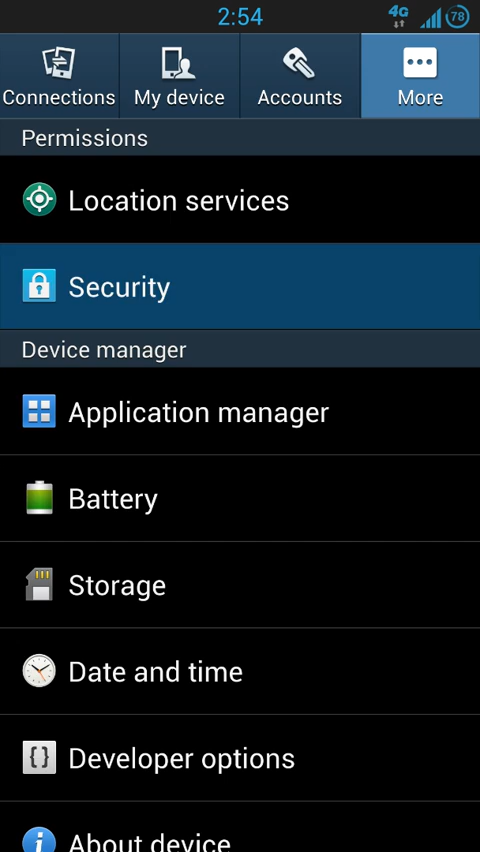 2:54
4G
78
Connections
My device
Accounts
More
Permissions
Location services
Security
Device manager
Application manager
Battery
Storage
Date and time
Developer options
About device